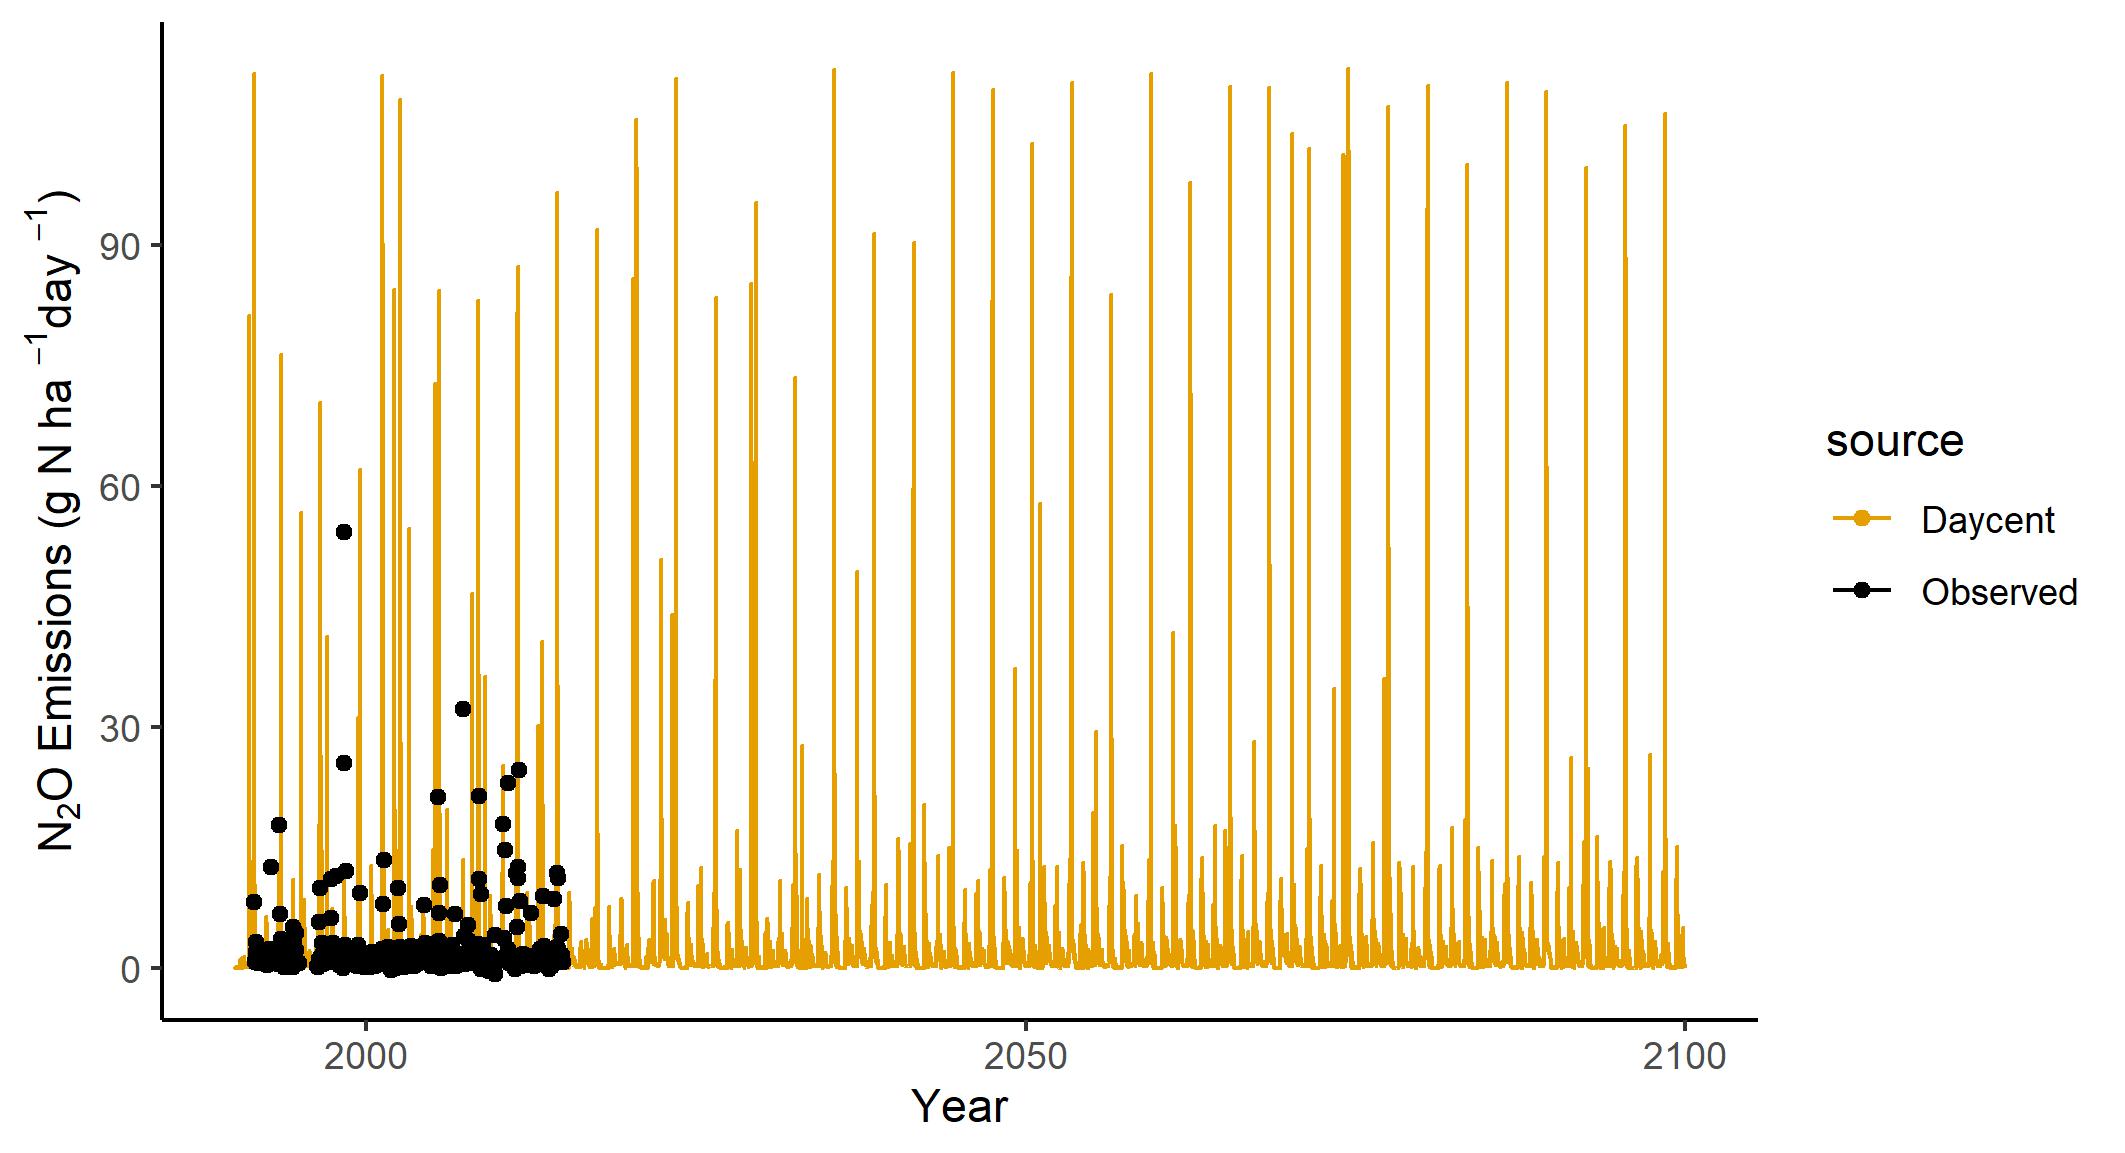 N₂O Emissions (g N ha ⁻¹day ⁻¹)
90
60
30
0
2000 2050 2100
Year
source
Daycent
Observed